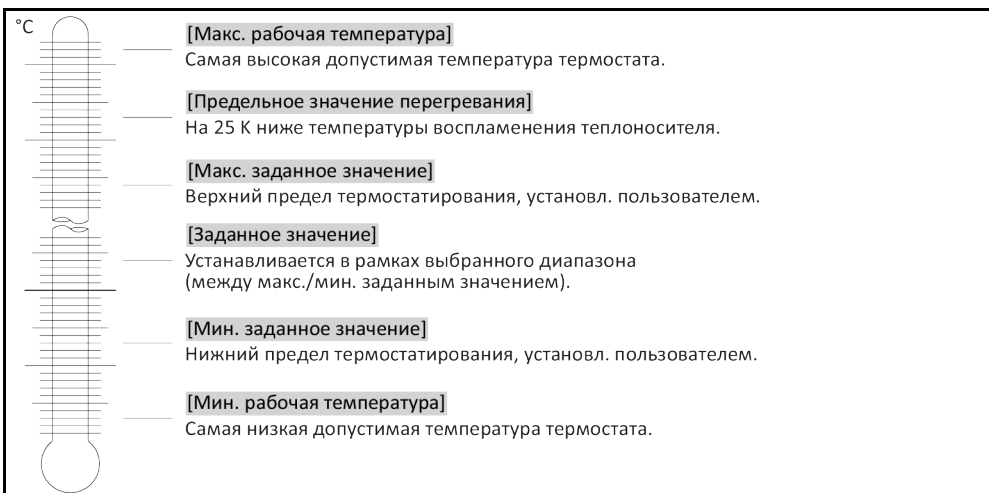 °C
[Макс. рабочая температура]
Самая высокая допустимая температура термостата.
[Предельное значение перегревания]
На 25 K ниже температуры воспламенения теплоносителя.
[Макс. заданное значение]
Верхний предел термостатирования, установл. пользователем.
[Заданное значение]
Устанавливается в рамках выбранного диапазона
(между макс./мин. заданным значением).
[Мин. заданное значение]
Нижний предел термостатирования, установл. пользователем.
[Мин. рабочая температура]
Самая низкая допустимая температура термостата.